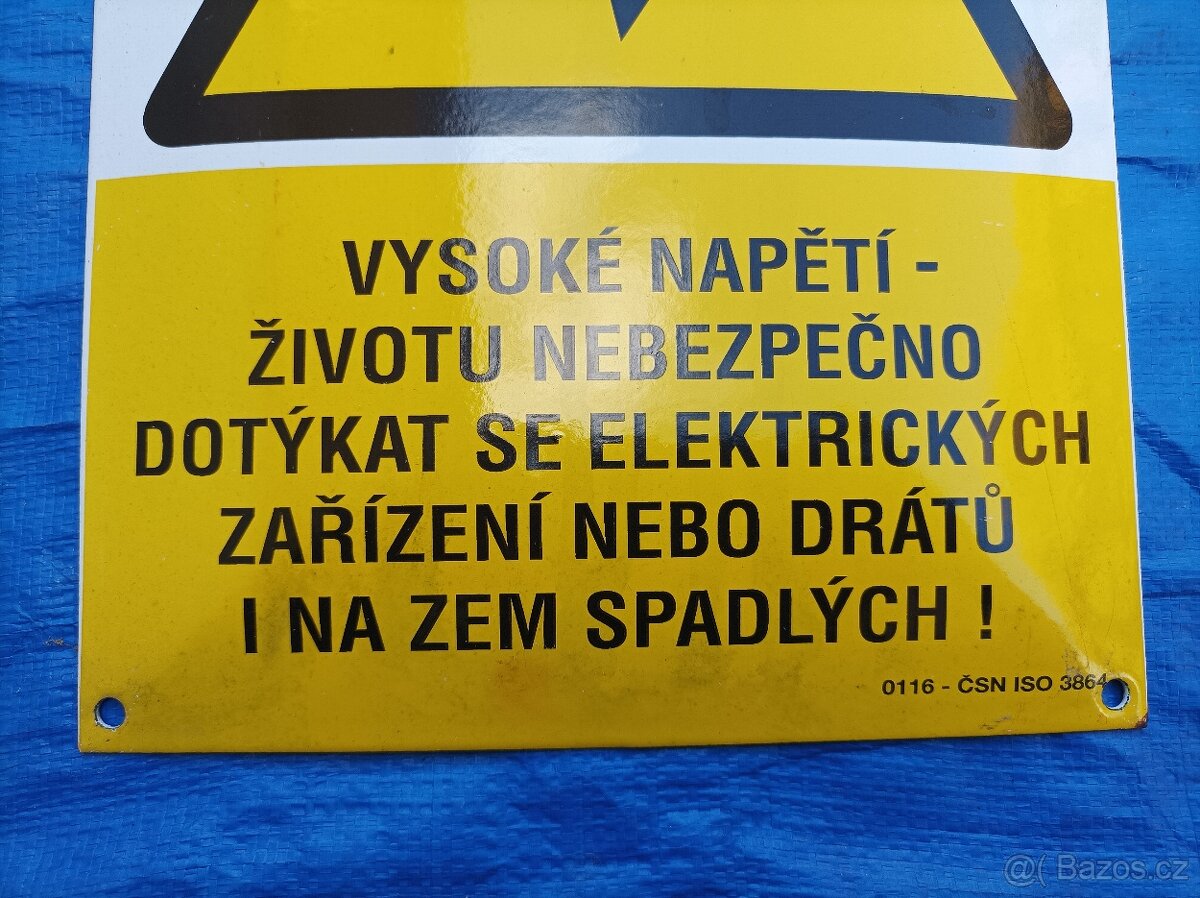 VYSOKÉ NAPĚTÍ -
ŽIVOTU NEBEZPEČNO
DOTÝKAT SE ELEKTRICKÝCH
ZAŘÍZENÍ NEBO DRÁTŮ
I NA ZEM SPADLÝCH !
0116 - ČSN ISO 3864
@( Bazos.cz